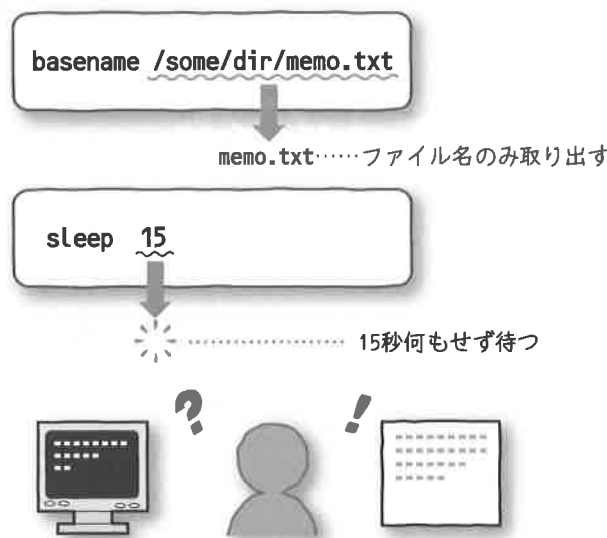 basename /some/dir/memo.txt
memo.txt……ファイル名のみ取り出す
sleep 15
15秒何もせず待つ
?
!